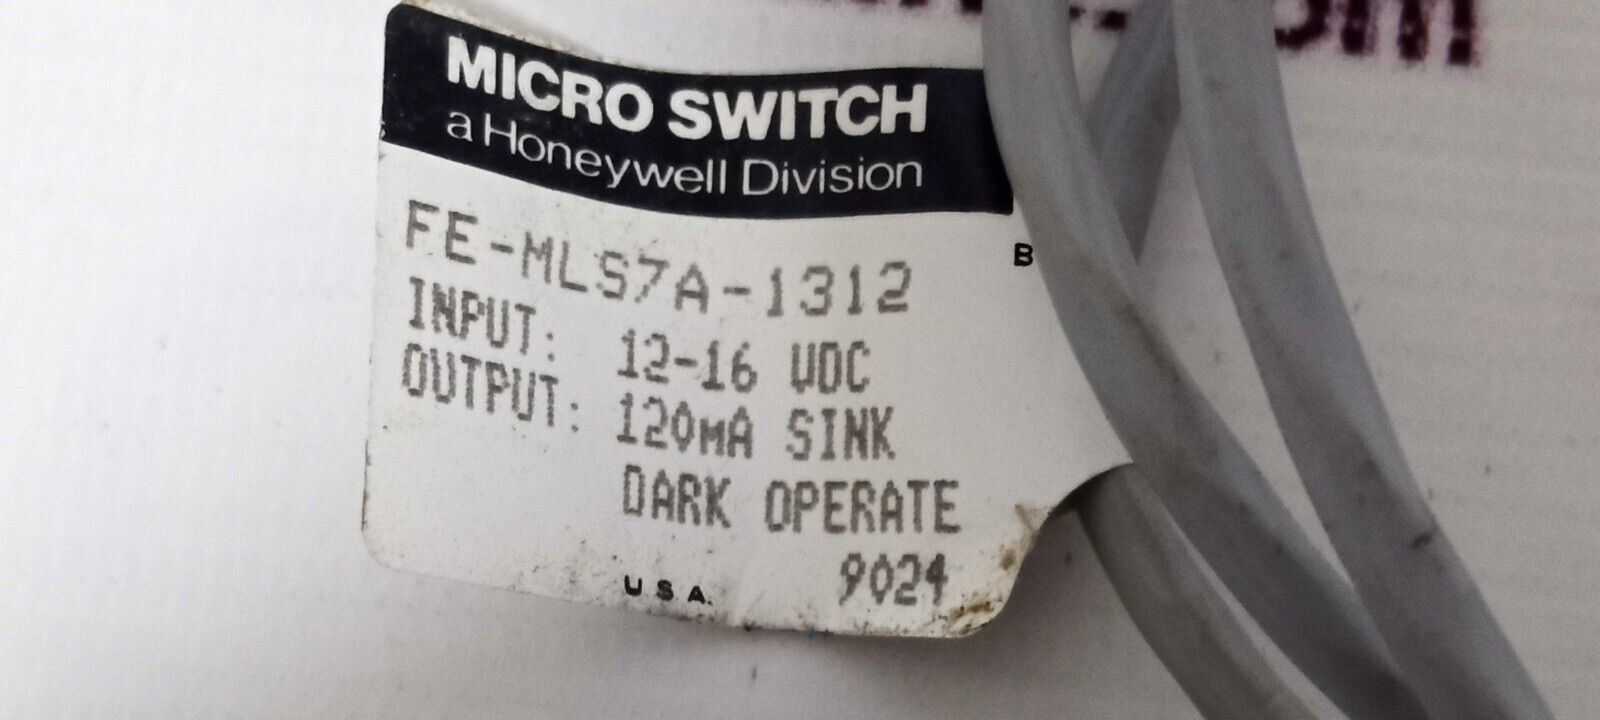 MICRO SWITCH
a Honeywell Division
B
FE-MLS7A-1312
INPUT: 12-16 VDC
OUTPUT: 120mA SINK
DARK OPERATE
9024
U S A.